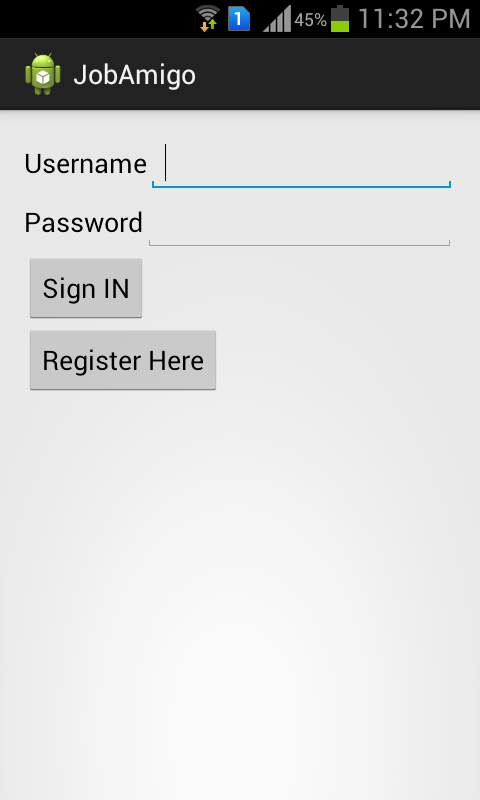 1 45% 11:32 PM
JobAmigo
Username
Password
Sign IN
Register Here